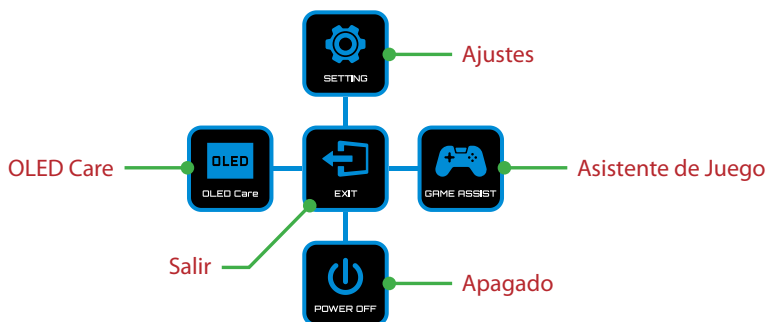 SETTING
Ajustes
OLED Care
OLED
OLED Care
EXIT
GAME ASSIST
Asistente de Juego
Salir
POWER OFF
Apagado